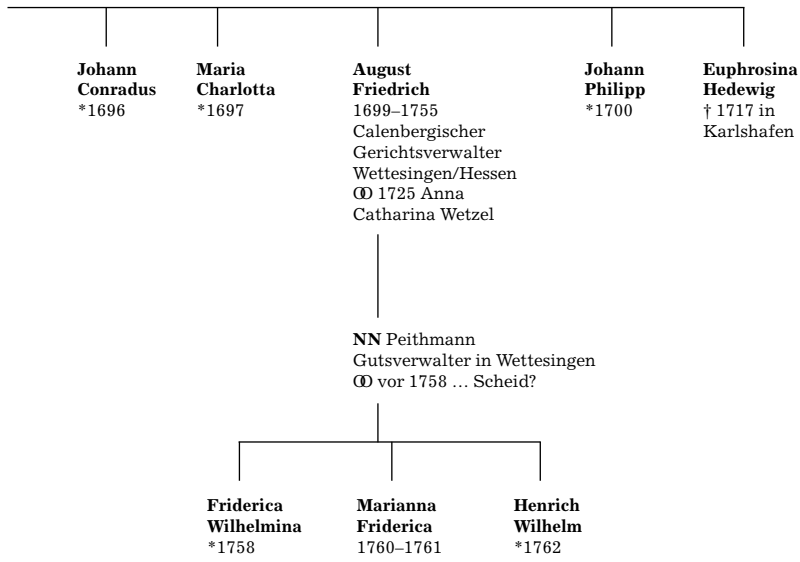 Johann
Conradus
*1696
Maria
Charlotta
*1697
August
Friedrich
1699–1755
Calenbergischer
Gerichtsverwalter
Wettesingen/Hessen
ꝏ 1725 Anna
Catharina Wetzel
Johann
Philipp
*1700
Euphrosina
Hedewig
† 1717 in
Karlshafen
NN Peithmann
Gutsverwalter in Wettesingen
ꝏ vor 1758 … Scheid?
Friderica
Wilhelmina
*1758
Marianna
Friderica
1760–1761
Henrich
Wilhelm
*1762